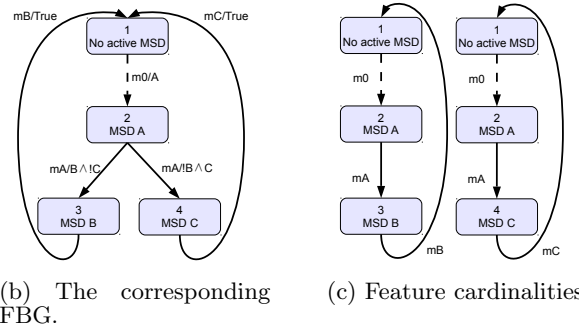 mB/True
mC/True
1
No active MSD
m0/A
2
MSD A
mA/B∧!C
mA/!B∧C
3
MSD B
4
MSD C
(b) The corresponding
FBG.
1
No active MSD
m0
2
MSD A
mA
3
MSD B
mB
1
No active MSD
m0
2
MSD A
mA
4
MSD C
mC
(c) Feature cardinalities